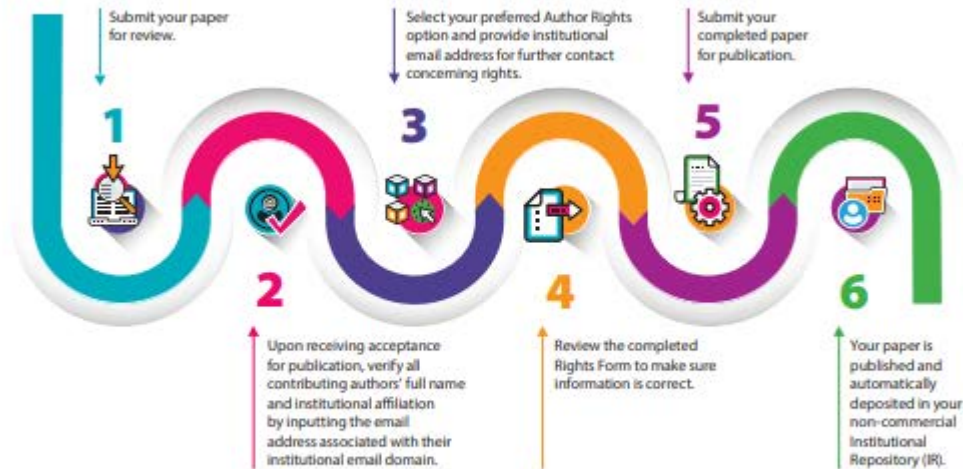 1
Submit your paper
for review.
2
Upon receiving acceptance
for publication, verify all
contributing authors' full name
and institutional affiliation
by inputting the email
address associated with their
institutional email domain.
3
Select your preferred Author Rights
option and provide institutional
email address for further contact
concerning rights.
4
Review the completed
Rights Form to make sure
information is correct.
5
Submit your
completed paper
for publication.
6
Your paper is
published and
automatically
deposited in your
non-commercial
Institutional
Repository (IR).